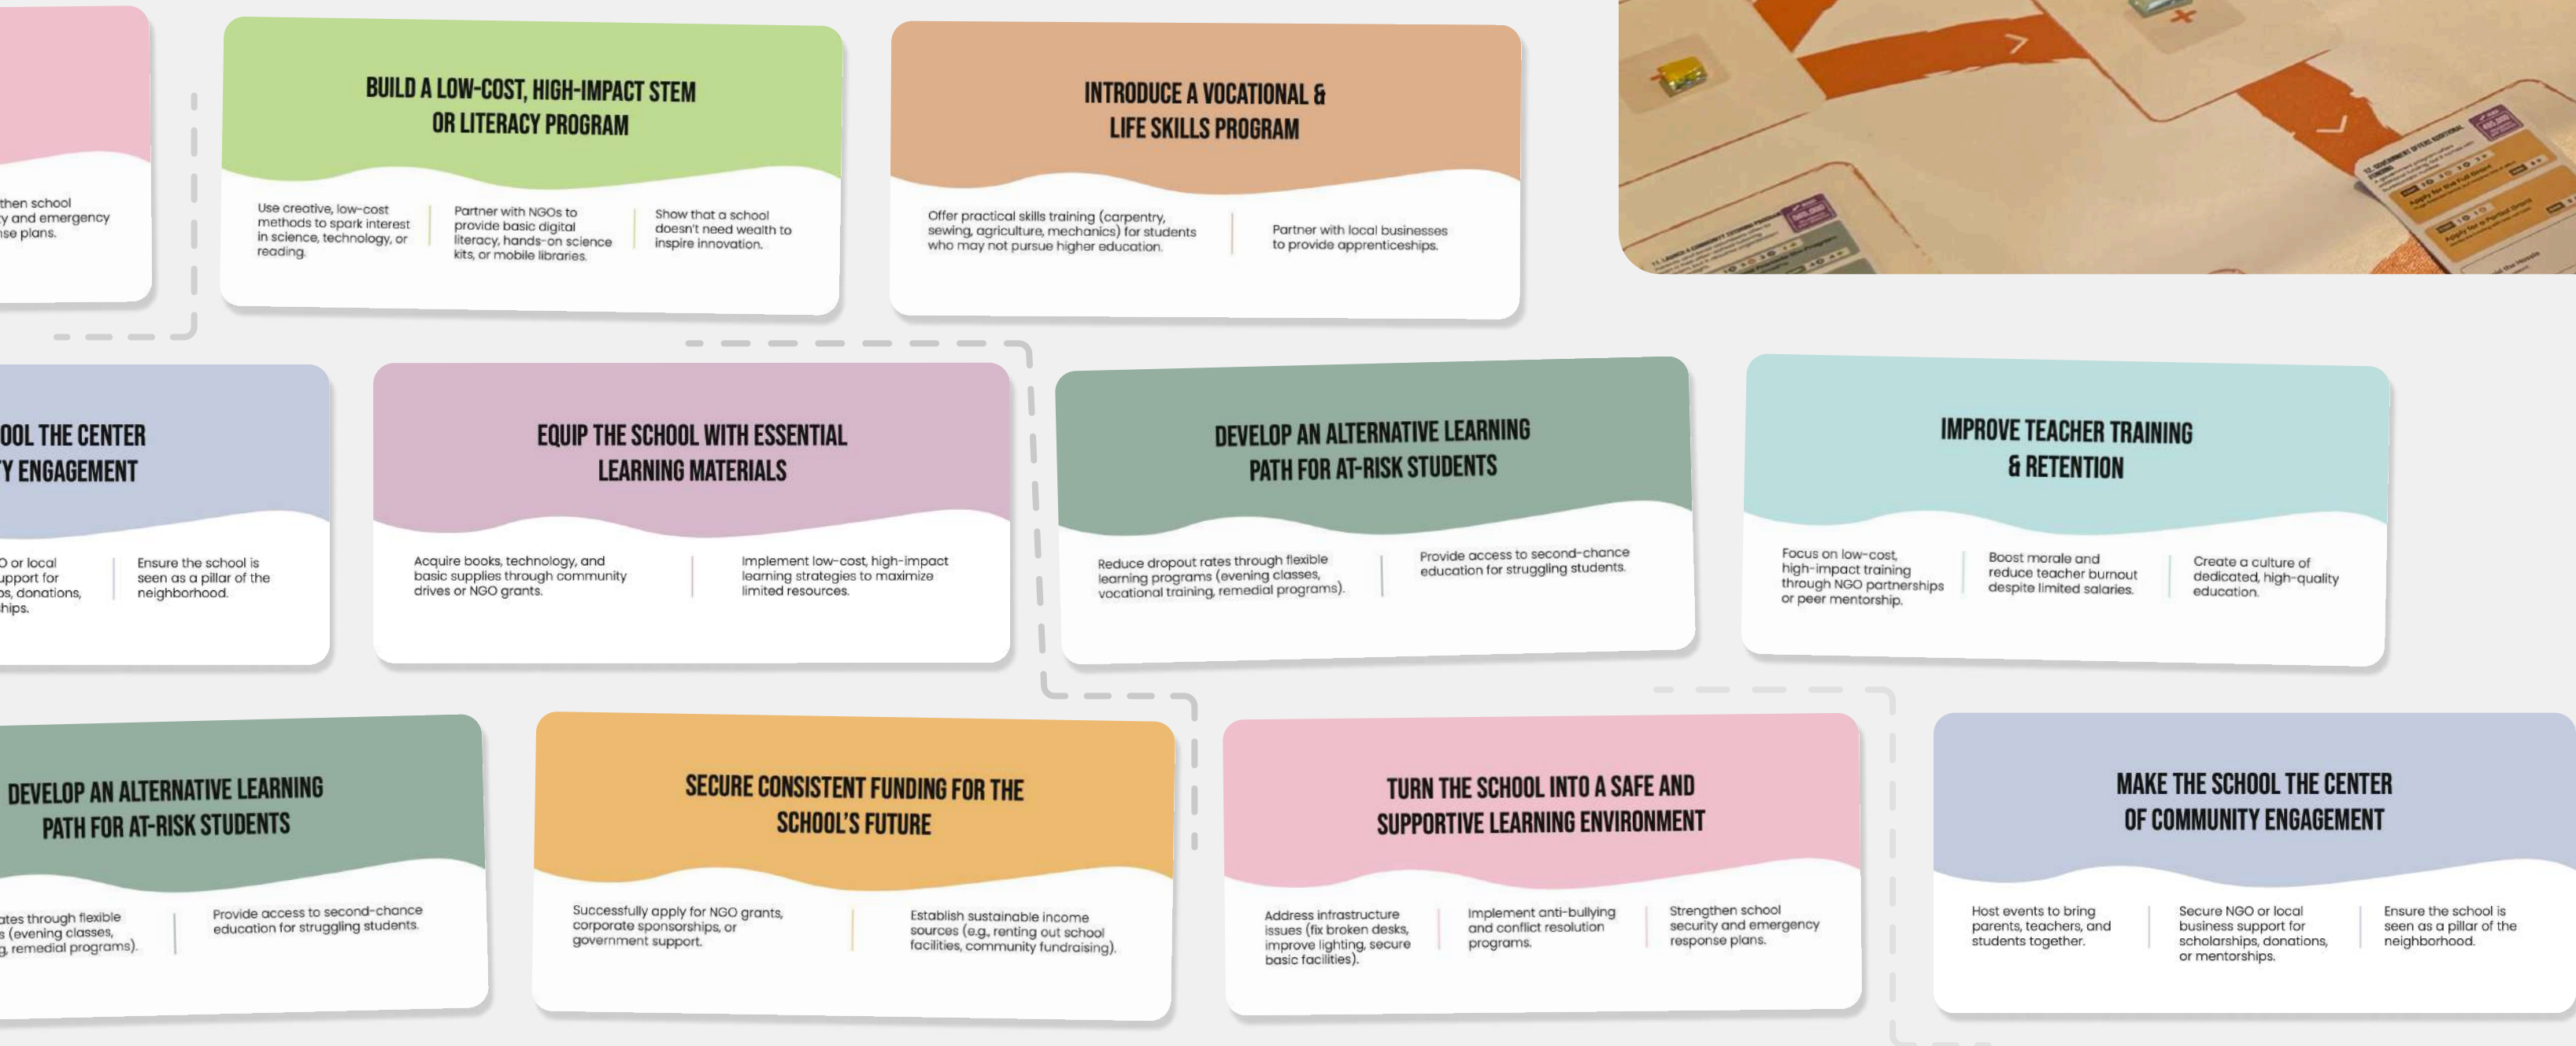 then school
y and emergency
nse plans.
BUILD A LOW-COST, HIGH-IMPACT STEM
OR LITERACY PROGRAM
Use creative, low-cost
methods to spark interest
in science, technology, or
reading.
Partner with NGOs to
provide basic digital
literacy, hands-on science
kits, or mobile libraries.
Show that a school
doesn't need wealth to
inspire innovation.
INTRODUCE A VOCATIONAL &
LIFE SKILLS PROGRAM
Offer practical skills training (carpentry,
sewing, agriculture, mechanics) for students
who may not pursue higher education.
Partner with local businesses
to provide apprenticeships.
12. GOVERNMENT OFFERS ADDITIONAL
FUNDING
Apply for the Full Grant
Apply for a Partial Grant
OOL THE CENTER
Y ENGAGEMENT
O or local
upport for
ps, donations,
hips.
Ensure the school is
seen as a pillar of the
neighborhood.
EQUIP THE SCHOOL WITH ESSENTIAL
LEARNING MATERIALS
Acquire books, technology, and
basic supplies through community
drives or NGO grants.
Implement low-cost, high-impact
learning strategies to maximize
limited resources.
DEVELOP AN ALTERNATIVE LEARNING
PATH FOR AT-RISK STUDENTS
Reduce dropout rates through flexible
learning programs (evening classes,
vocational training, remedial programs).
Provide access to second-chance
education for struggling students.
IMPROVE TEACHER TRAINING
& RETENTION
Focus on low-cost,
high-impact training
through NGO partnerships
or peer mentorship.
Boost morale and
reduce teacher burnout
despite limited salaries.
Create a culture of
dedicated, high-quality
education.
DEVELOP AN ALTERNATIVE LEARNING
PATH FOR AT-RISK STUDENTS
ates through flexible
s (evening classes,
g, remedial programs).
Provide access to second-chance
education for struggling students.
SECURE CONSISTENT FUNDING FOR THE
SCHOOL'S FUTURE
Successfully apply for NGO grants,
corporate sponsorships, or
government support.
Establish sustainable income
sources (e.g., renting out school
facilities, community fundraising).
TURN THE SCHOOL INTO A SAFE AND
SUPPORTIVE LEARNING ENVIRONMENT
Address infrastructure
issues (fix broken desks,
improve lighting, secure
basic facilities).
Implement anti-bullying
and conflict resolution
programs.
Strengthen school
security and emergency
response plans.
MAKE THE SCHOOL THE CENTER
OF COMMUNITY ENGAGEMENT
Host events to bring
parents, teachers, and
students together.
Secure NGO or local
business support for
scholarships, donations,
or mentorships.
Ensure the school is
seen as a pillar of the
neighborhood.